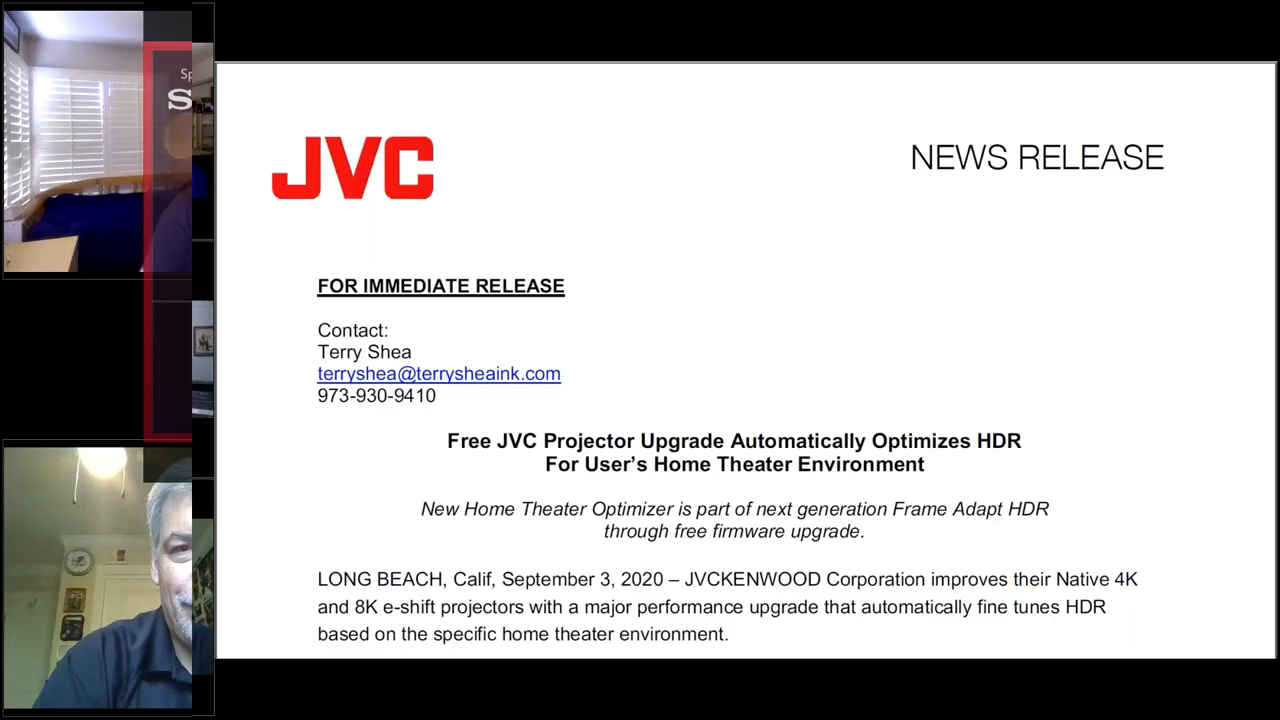 JVC
NEWS RELEASE
FOR IMMEDIATE RELEASE
Contact:
Terry Shea
terryshea@terrysheaink.com
973-930-9410
Free JVC Projector Upgrade Automatically Optimizes HDR
For User’s Home Theater Environment
New Home Theater Optimizer is part of next generation Frame Adapt HDR
through free firmware upgrade.
LONG BEACH, Calif, September 3, 2020 – JVCKENWOOD Corporation improves their Native 4K
and 8K e-shift projectors with a major performance upgrade that automatically fine tunes HDR
based on the specific home theater environment.